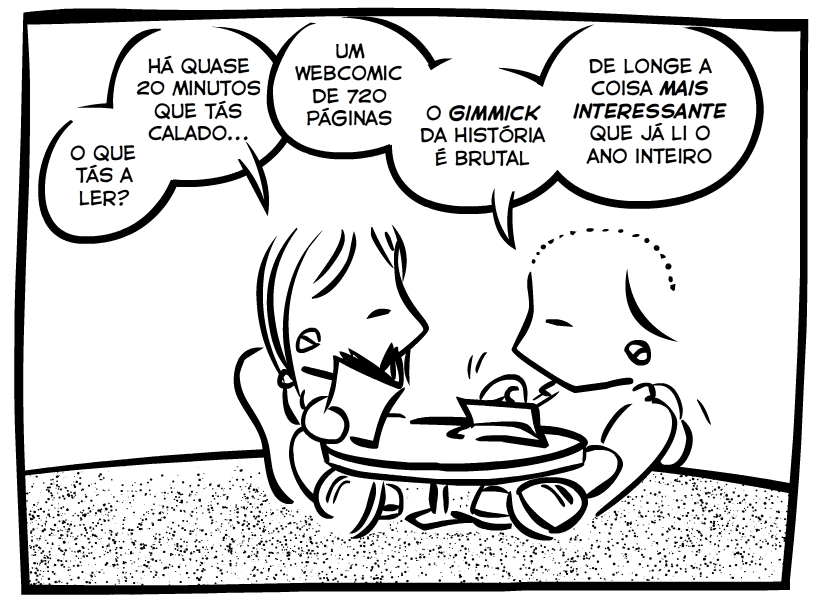 HÁ QUASE
20 MINUTOS
QUE TÁS
CALADO...
O QUE
TÁS A
LER?
UM
WEBCOMIC
DE 720
PÁGINAS
O GIMMICK
DA HISTÓRIA
É BRUTAL
DE LONGE A
COISA MAIS
INTERESSANTE
QUE JÁ LI O
ANO INTEIRO